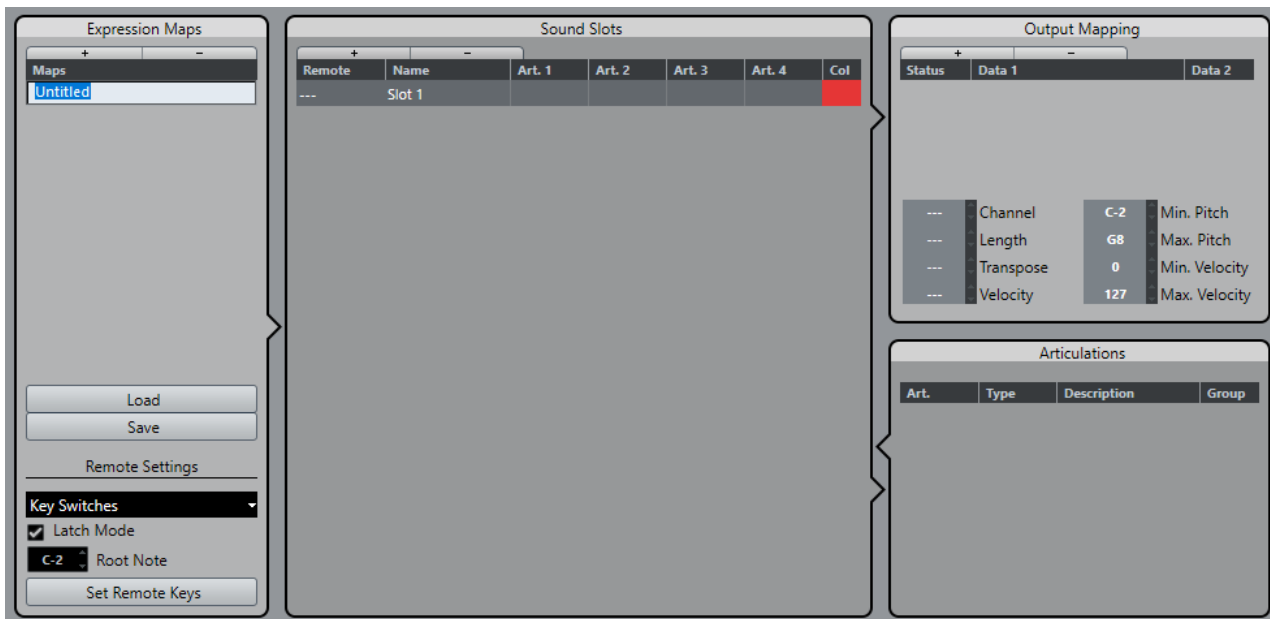 Expression Maps
+ -
Maps
Untitled
Load
Save
Remote Settings
Key Switches
Latch Mode
C-2 Root Note
Set Remote Keys
Sound Slots
+ -
Remote Name Art. 1 Art. 2 Art. 3 Art. 4 Col
--- Slot 1
Output Mapping
+ -
Status Data 1 Data 2
--- Channel C-2 Min. Pitch
--- Length G8 Max. Pitch
--- Transpose 0 Min. Velocity
--- Velocity 127 Max. Velocity
Articulations
Art. Type Description Group